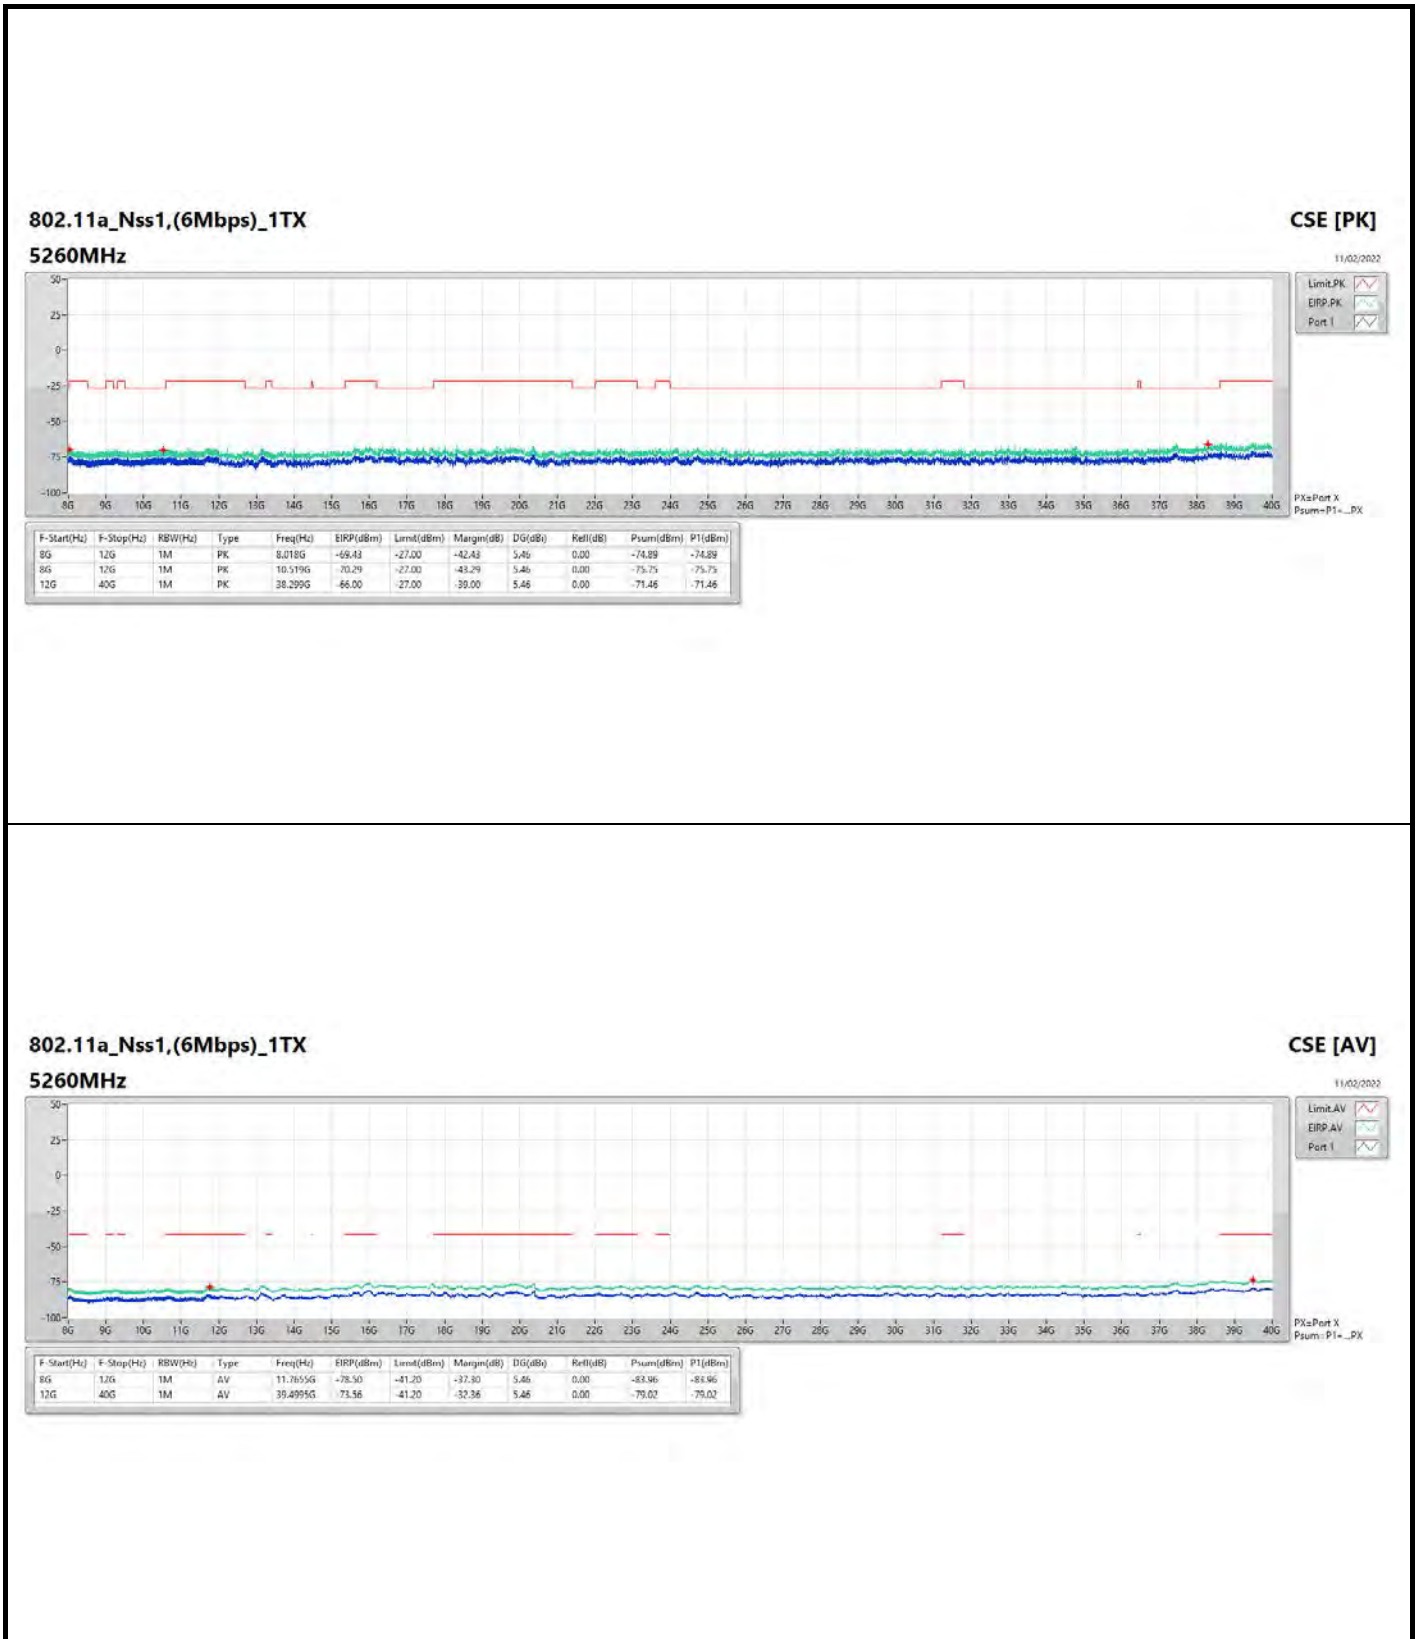 802.11a_Nss1,(6Mbps)_1TX
CSE [PK]
5260MHz
11/02/2022
50
25
0
-25
-50
-75
-100
8G 9G 10G 11G 12G 13G 14G 15G 16G 17G 18G 19G 20G 21G 22G 23G 24G 25G 26G 27G 28G 29G 30G 31G 32G 33G 34G 35G 36G 37G 38G 39G 40G
Limit.PK
EIRP.PK
Port 1
PX=Port X
Psum=P1+...PX
F-Start(Hz) F-Stop(Hz) RBW(Hz) Type Freq(Hz) EIRP(dBm) Limit(dBm) Margin(dB) DG(dBi) Refl(dB) Psum(dBm) P1(dBm)
8G 12G 1M PK 8.018G -69.43 -27.00 -42.43 5.46 0.00 -74.89 -74.89
8G 12G 1M PK 10.519G -70.29 -27.00 -43.29 5.46 0.00 -75.75 -75.75
12G 40G 1M PK 38.299G -66.00 -27.00 -39.00 5.46 0.00 -71.46 -71.46
802.11a_Nss1,(6Mbps)_1TX
CSE [AV]
5260MHz
11/02/2022
50
25
0
-25
-50
-75
-100
8G 9G 10G 11G 12G 13G 14G 15G 16G 17G 18G 19G 20G 21G 22G 23G 24G 25G 26G 27G 28G 29G 30G 31G 32G 33G 34G 35G 36G 37G 38G 39G 40G
Limit.AV
EIRP.AV
Port 1
PX=Port X
Psum=P1+...PX
F-Start(Hz) F-Stop(Hz) RBW(Hz) Type Freq(Hz) EIRP(dBm) Limit(dBm) Margin(dB) DG(dBi) Refl(dB) Psum(dBm) P1(dBm)
8G 12G 1M AV 11.7655G -78.50 -41.20 -37.30 5.46 0.00 -83.96 -83.96
12G 40G 1M AV 39.4995G -73.56 -41.20 -32.36 5.46 0.00 -79.02 -79.02